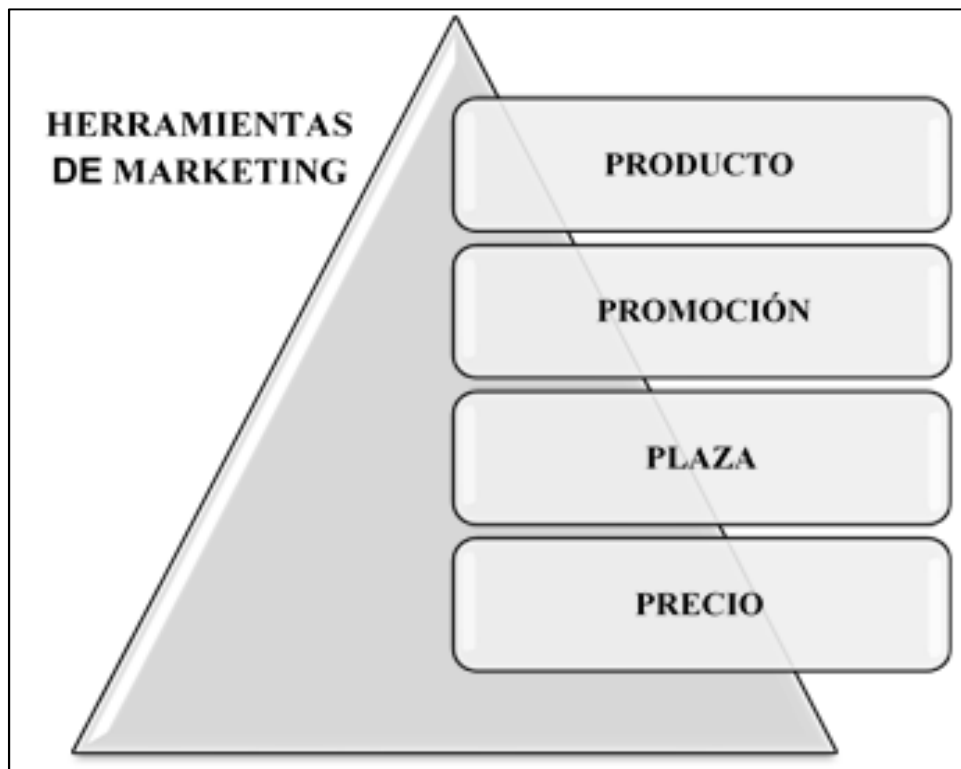 HERRAMIENTAS
DE MARKETING
PRODUCTO
PROMOCIÓN
PLAZA
PRECIO